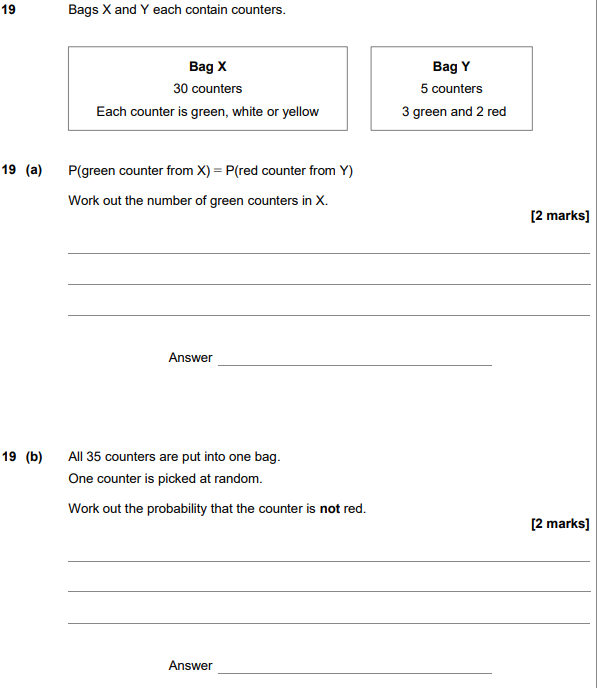 19 Bags X and Y each contain counters.
Bag X
30 counters
Each counter is green, white or yellow
Bag Y
5 counters
3 green and 2 red
19 (a) P(green counter from X) = P(red counter from Y)
Work out the number of green counters in X.
[2 marks]
Answer
19 (b) All 35 counters are put into one bag.
One counter is picked at random.
Work out the probability that the counter is not red.
[2 marks]
Answer